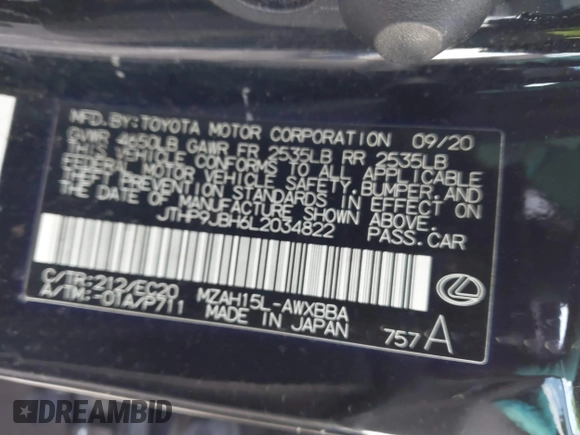 MFD.BY:TOYOTA MOTOR CORPORATION 09/20
GVWR 4650LB GAWR FR 2535LB RR 2535LB
THIS VEHICLE CONFORMS TO ALL APPLICABLE
FEDERAL MOTOR VEHICLE SAFETY,BUMPER,AND
THEFT PREVENTION STANDARDS IN EFFECT ON
THE DATE OF MANUFACTURE SHOWN ABOVE.
JTHP9JBH6L2034822 PASS.CAR
C/TR:212/EC20 MZAH15L-AWXBBA
A/TM:-01A/P711 MADE IN JAPAN 757A
DREAMBID